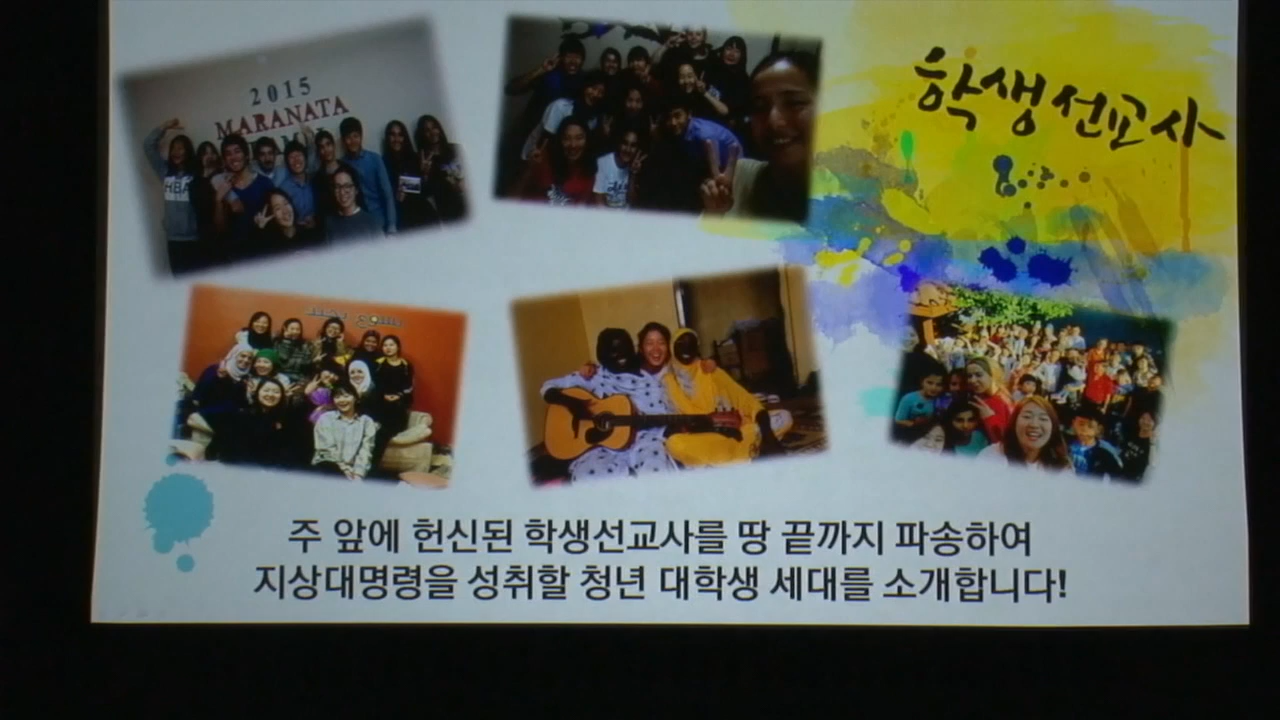 학생선교사
2015
MARANATA
HBA
주 앞에 헌신된 학생선교사를 땅 끝까지 파송하여
지상대명령을 성취할 청년 대학생 세대를 소개합니다!